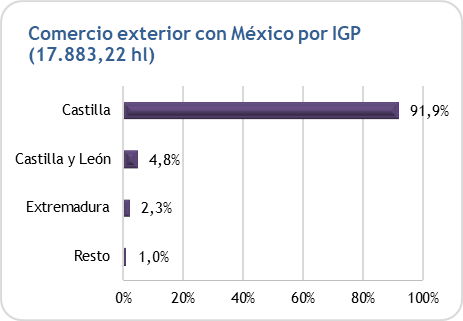 Comercio exterior con México por IGP
(17.883,22 hl)
Castilla 91,9%
Castilla y León 4,8%
Extremadura 2,3%
Resto 1,0%
0% 20% 40% 60% 80% 100%